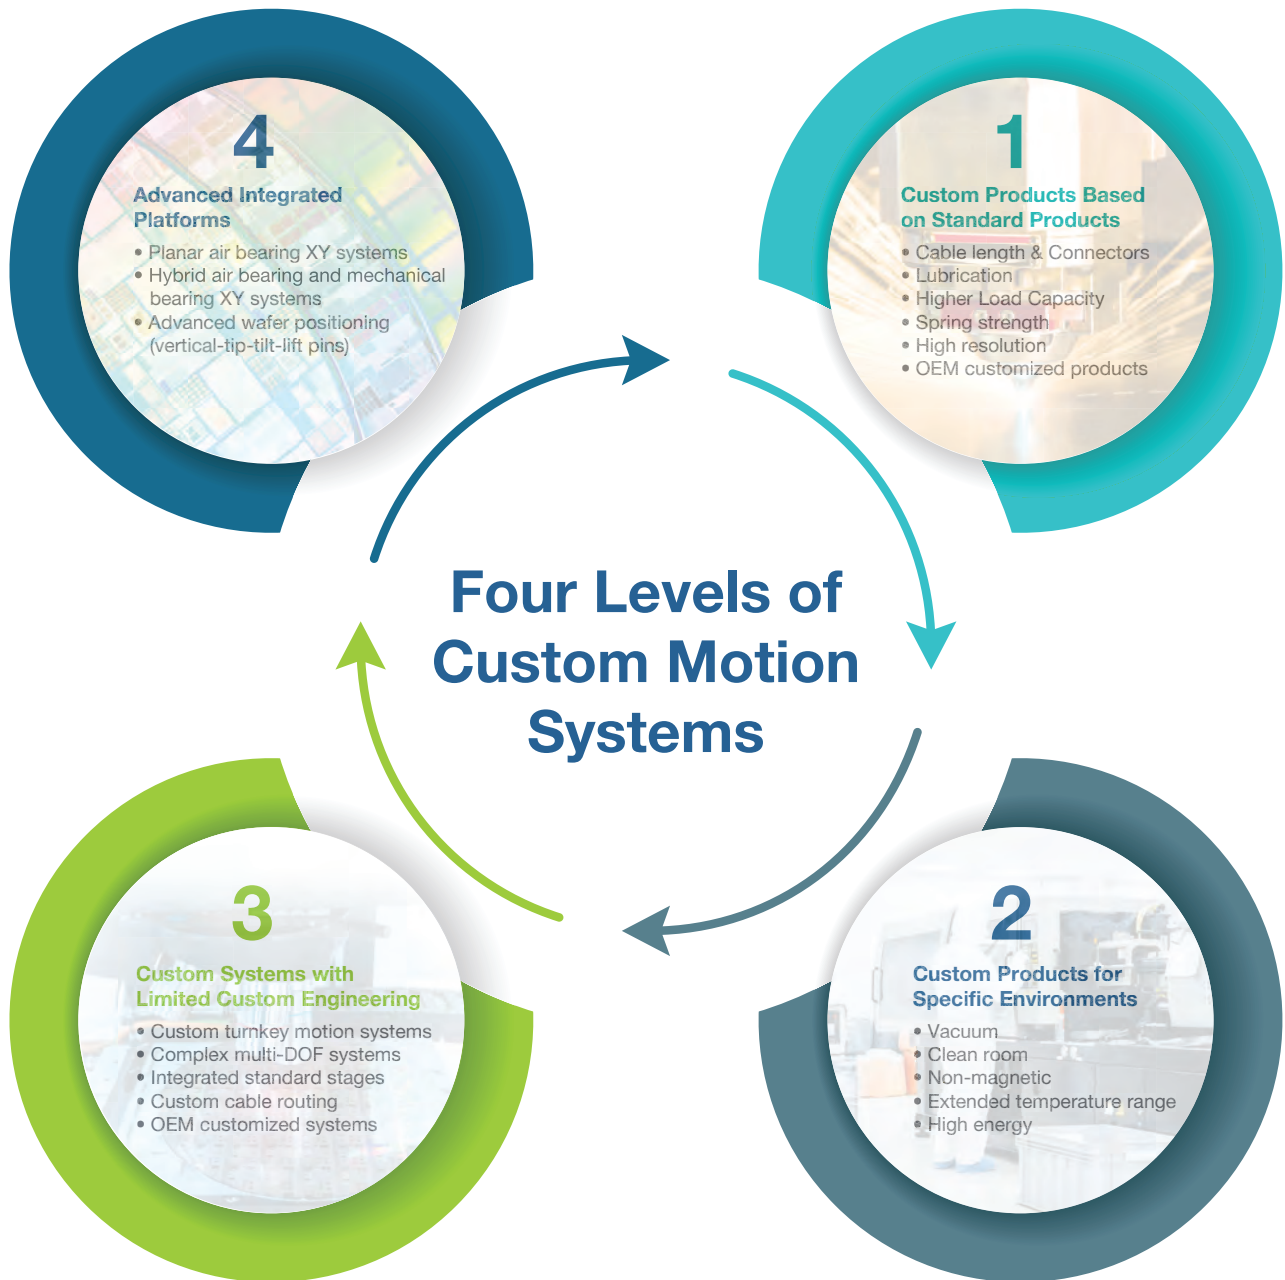 Four Levels of
Custom Motion
Systems
1
Custom Products Based
on Standard Products
• Cable length & Connectors
• Lubrication
• Higher Load Capacity
• Spring strength
• High resolution
• OEM customized products
2
Custom Products for
Specific Environments
• Vacuum
• Clean room
• Non-magnetic
• Extended temperature range
• High energy
3
Custom Systems with
Limited Custom Engineering
• Custom turnkey motion systems
• Complex multi-DOF systems
• Integrated standard stages
• Custom cable routing
• OEM customized systems
4
Advanced Integrated
Platforms
• Planar air bearing XY systems
• Hybrid air bearing and mechanical
bearing XY systems
• Advanced wafer positioning
(vertical-tip-tilt-lift pins)